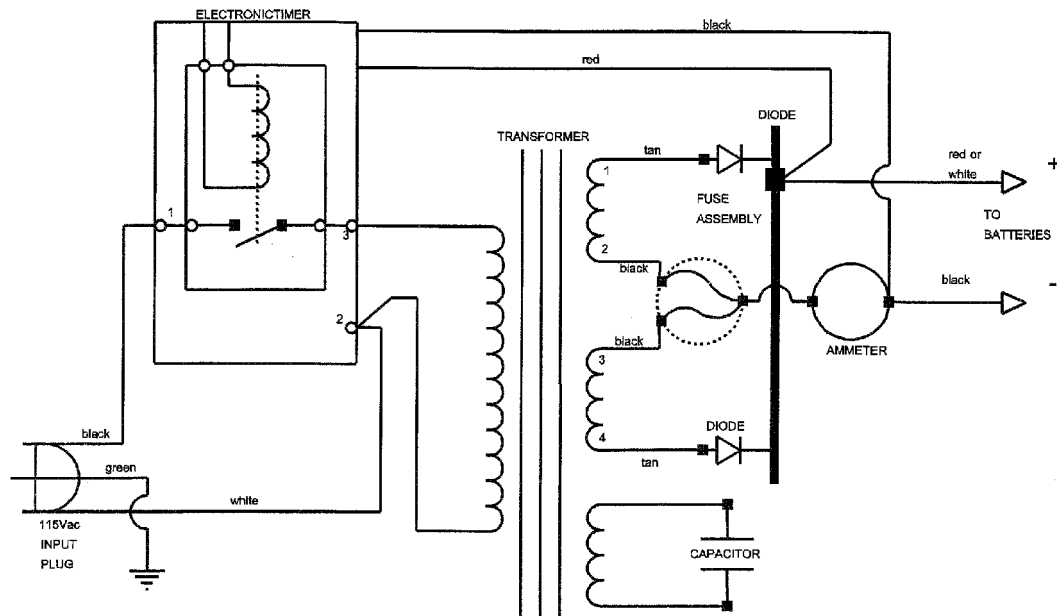 ELECTRONICTIMER
black
red
DIODE
TRANSFORMER
tan
1
red or
white
+
FUSE
ASSEMBLY
TO
BATTERIES
1
3
2
black
black
-
2
black
3
AMMETER
4
DIODE
tan
black
green
white
115Vac
INPUT
PLUG
CAPACITOR